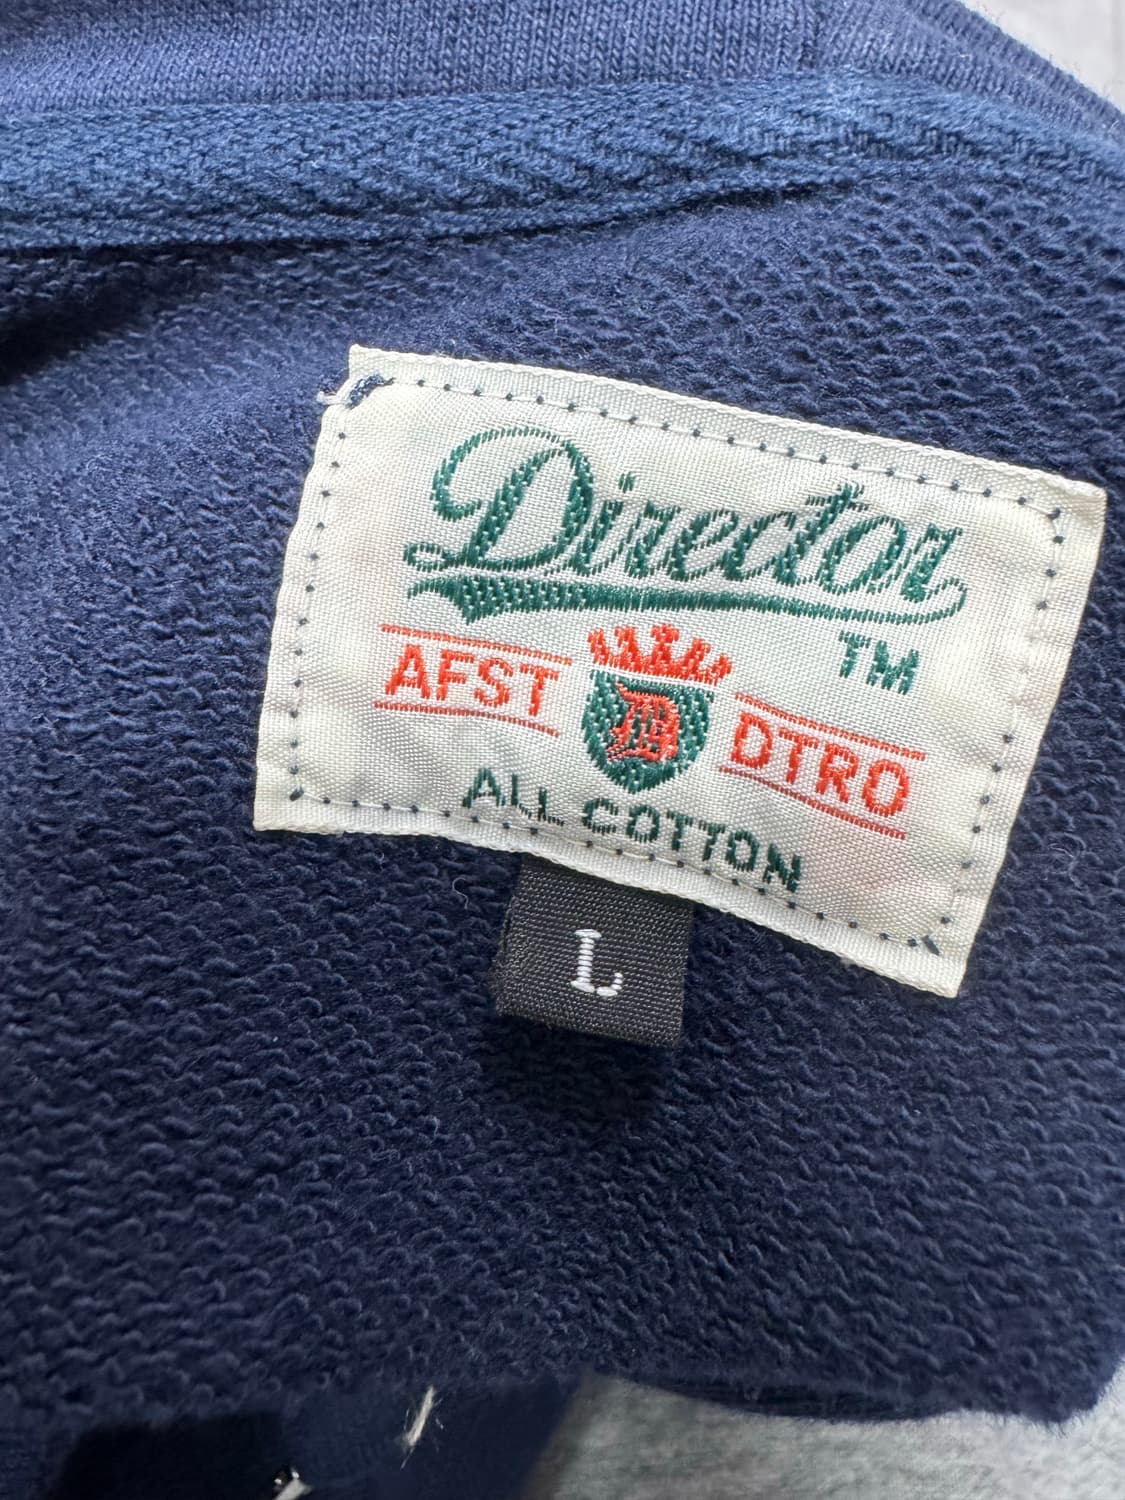 Director
TM
AFST D DTRO
ALL COTTON
L